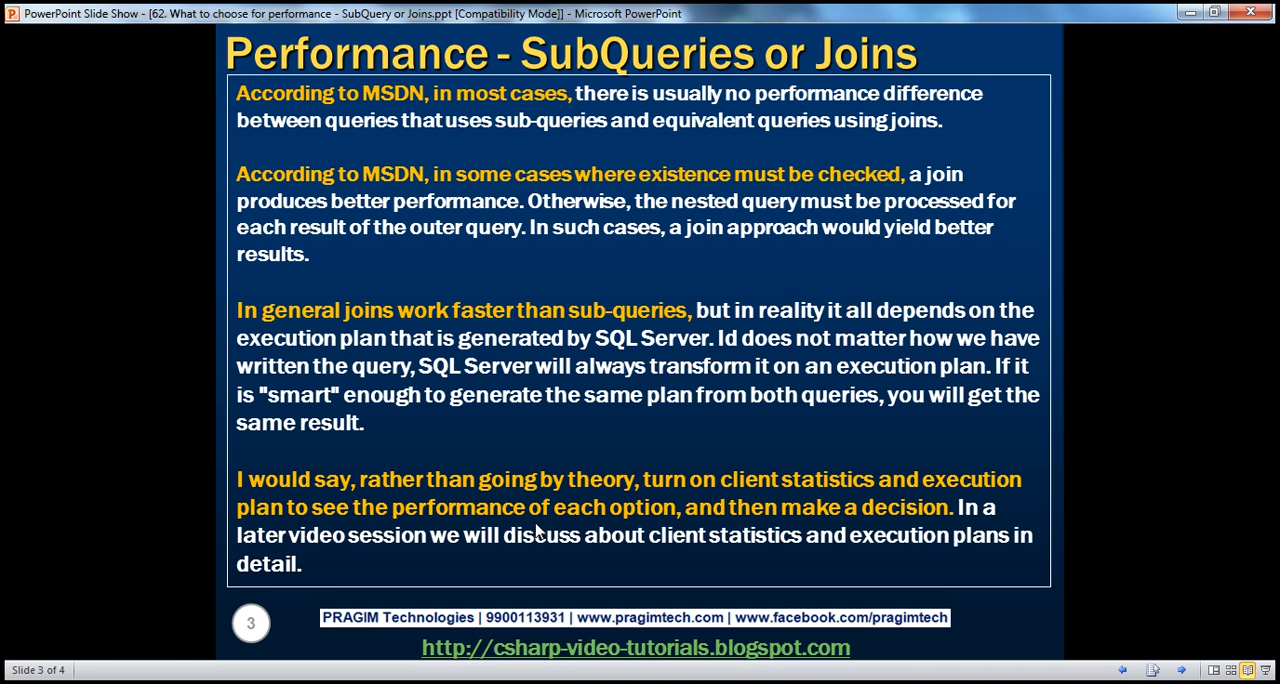 PowerPoint Slide Show - [62. What to choose for performance - SubQuery or Joins.ppt [Compatibility Mode]] - Microsoft PowerPoint
Performance - SubQueries or Joins
According to MSDN, in most cases, there is usually no performance difference
between queries that uses sub-queries and equivalent queries using joins.
According to MSDN, in some cases where existence must be checked, a join
produces better performance. Otherwise, the nested query must be processed for
each result of the outer query. In such cases, a join approach would yield better
results.
In general joins work faster than sub-queries, but in reality it all depends on the
execution plan that is generated by SQL Server. Id does not matter how we have
written the query, SQL Server will always transform it on an execution plan. If it
is "smart" enough to generate the same plan from both queries, you will get the
same result.
I would say, rather than going by theory, turn on client statistics and execution
plan to see the performance of each option, and then make a decision. In a
later video session we will discuss about client statistics and execution plans in
detail.
3
PRAGIM Technologies | 9900113931 | www.pragimtech.com | www.facebook.com/pragimtech
http://csharp-video-tutorials.blogspot.com
Slide 3 of 4